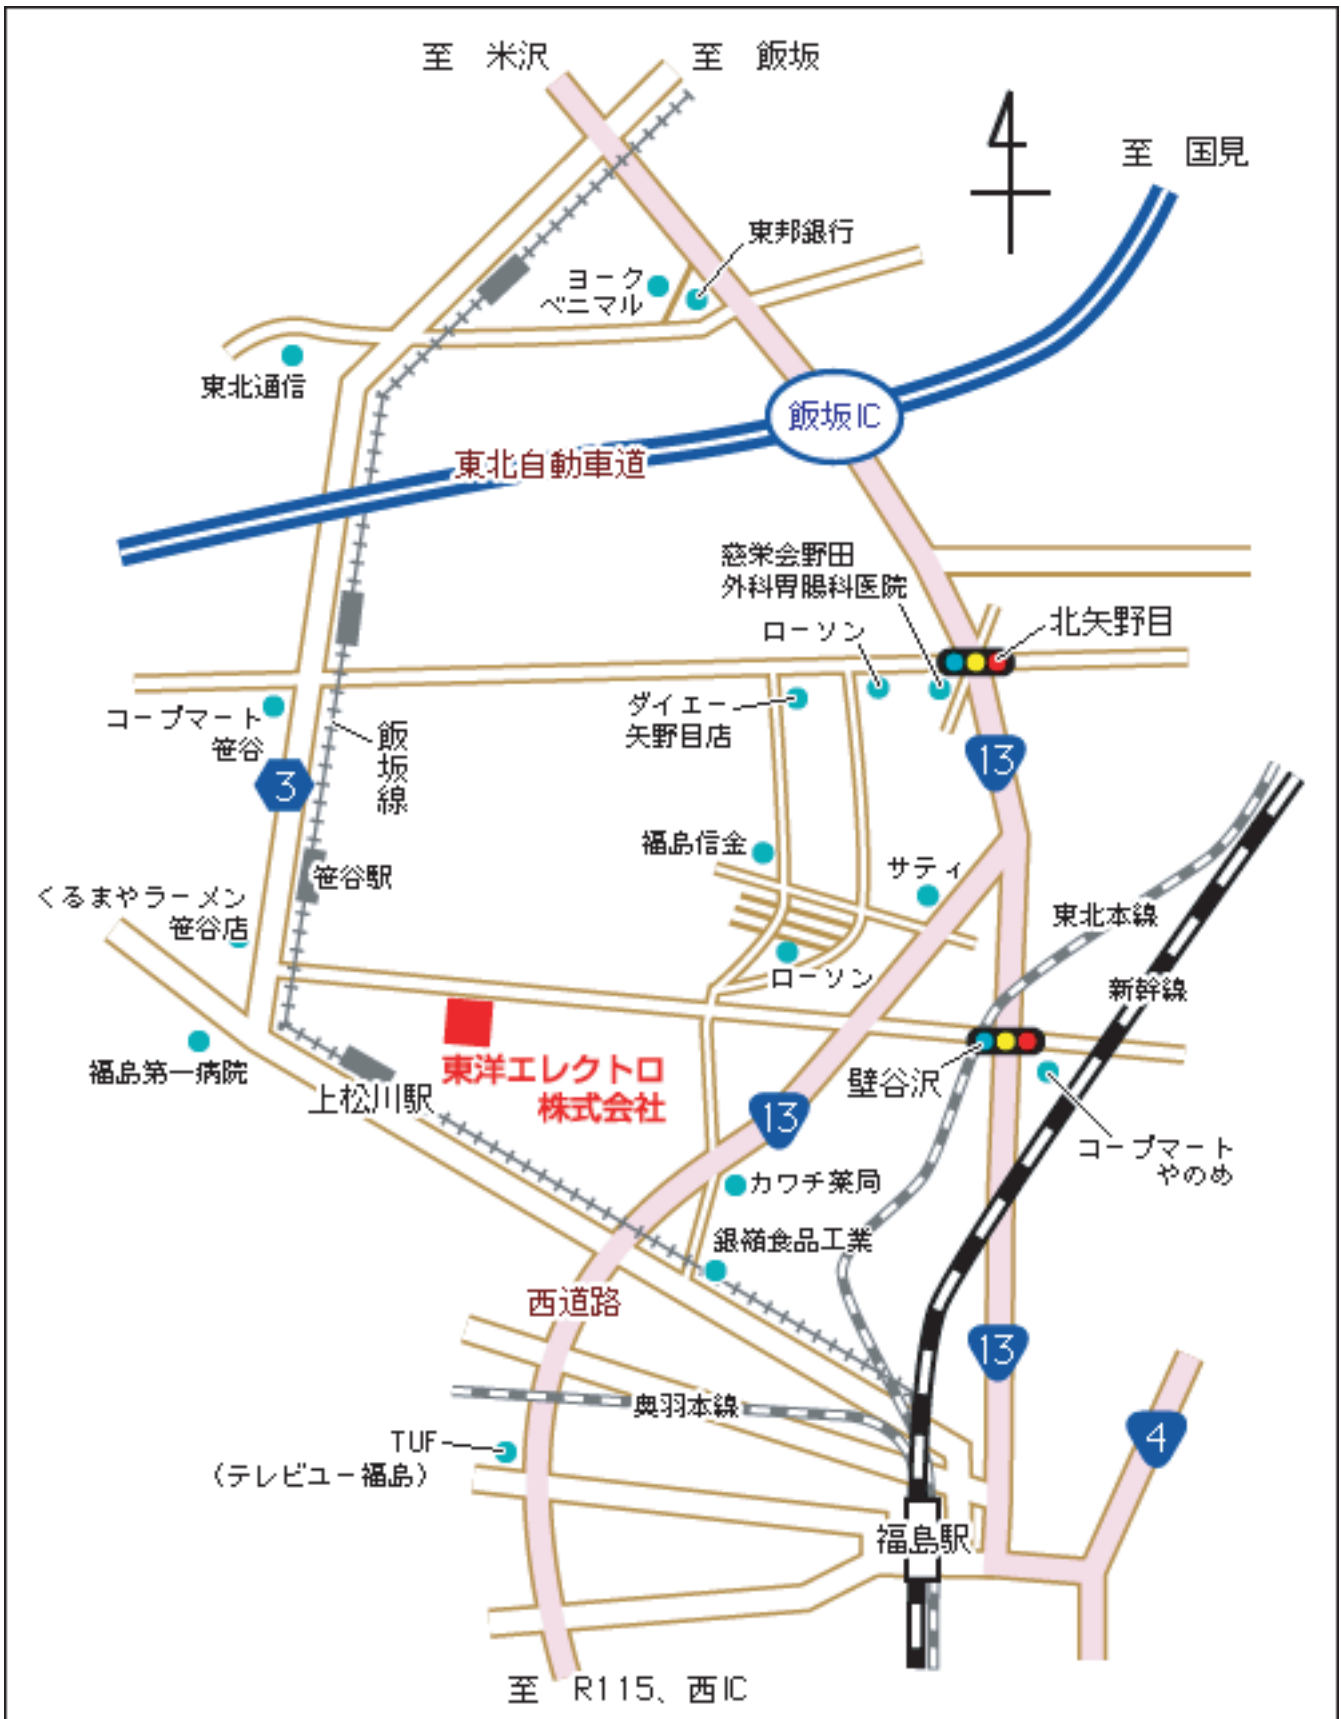 至　米沢
至　飯坂
至　国見
東邦銀行
ヨーク
ベニマル
東北通信
飯坂IC
東北自動車道
慈栄会野田
外科胃腸科医院
ローソン
北矢野目
ダイエー
矢野目店
コープマート
笹谷
飯坂線
3
13
福島信金
サティ
笹谷駅
くるまやラーメン
笹谷店
東北本線
新幹線
ローソン
福島第一病院
上松川駅
東洋エレクトロ
株式会社
壁谷沢
13
コープマート
やのめ
カワチ薬局
銀嶺食品工業
西道路
13
奥羽本線
4
TUF
（テレビユー福島）
福島駅
至　R115、西IC